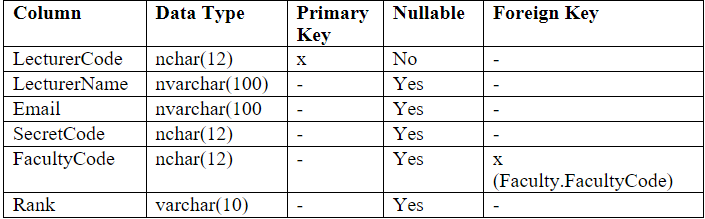 Column Data Type Primary Key Nullable Foreign Key
LecturerCode nchar(12) x No -
LecturerName nvarchar(100) - Yes -
Email nvarchar(100 - Yes -
SecretCode nchar(12) - Yes -
FacultyCode nchar(12) - Yes x (Faculty.FacultyCode)
Rank varchar(10) - Yes -